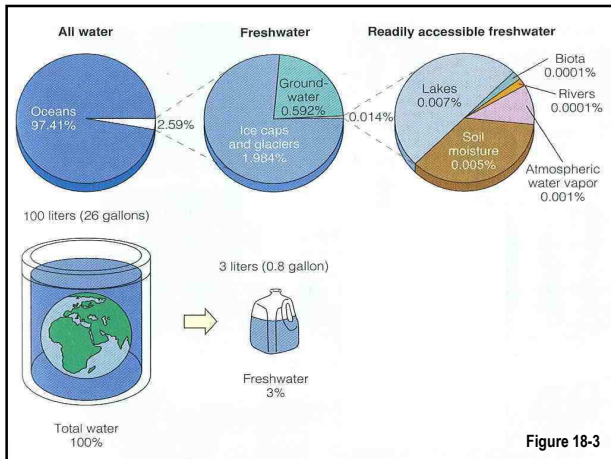 All water
Freshwater
Readily accessible freshwater
Oceans
97.41%
2.59%
Ground-
water
0.592%
Ice caps
and glaciers
1.984%
0.014%
Lakes
0.007%
Soil
moisture
0.005%
Biota
0.0001%
Rivers
0.0001%
Atmospheric
water vapor
0.001%
100 liters (26 gallons)
3 liters (0.8 gallon)
Freshwater
3%
Total water
100%
Figure 18-3